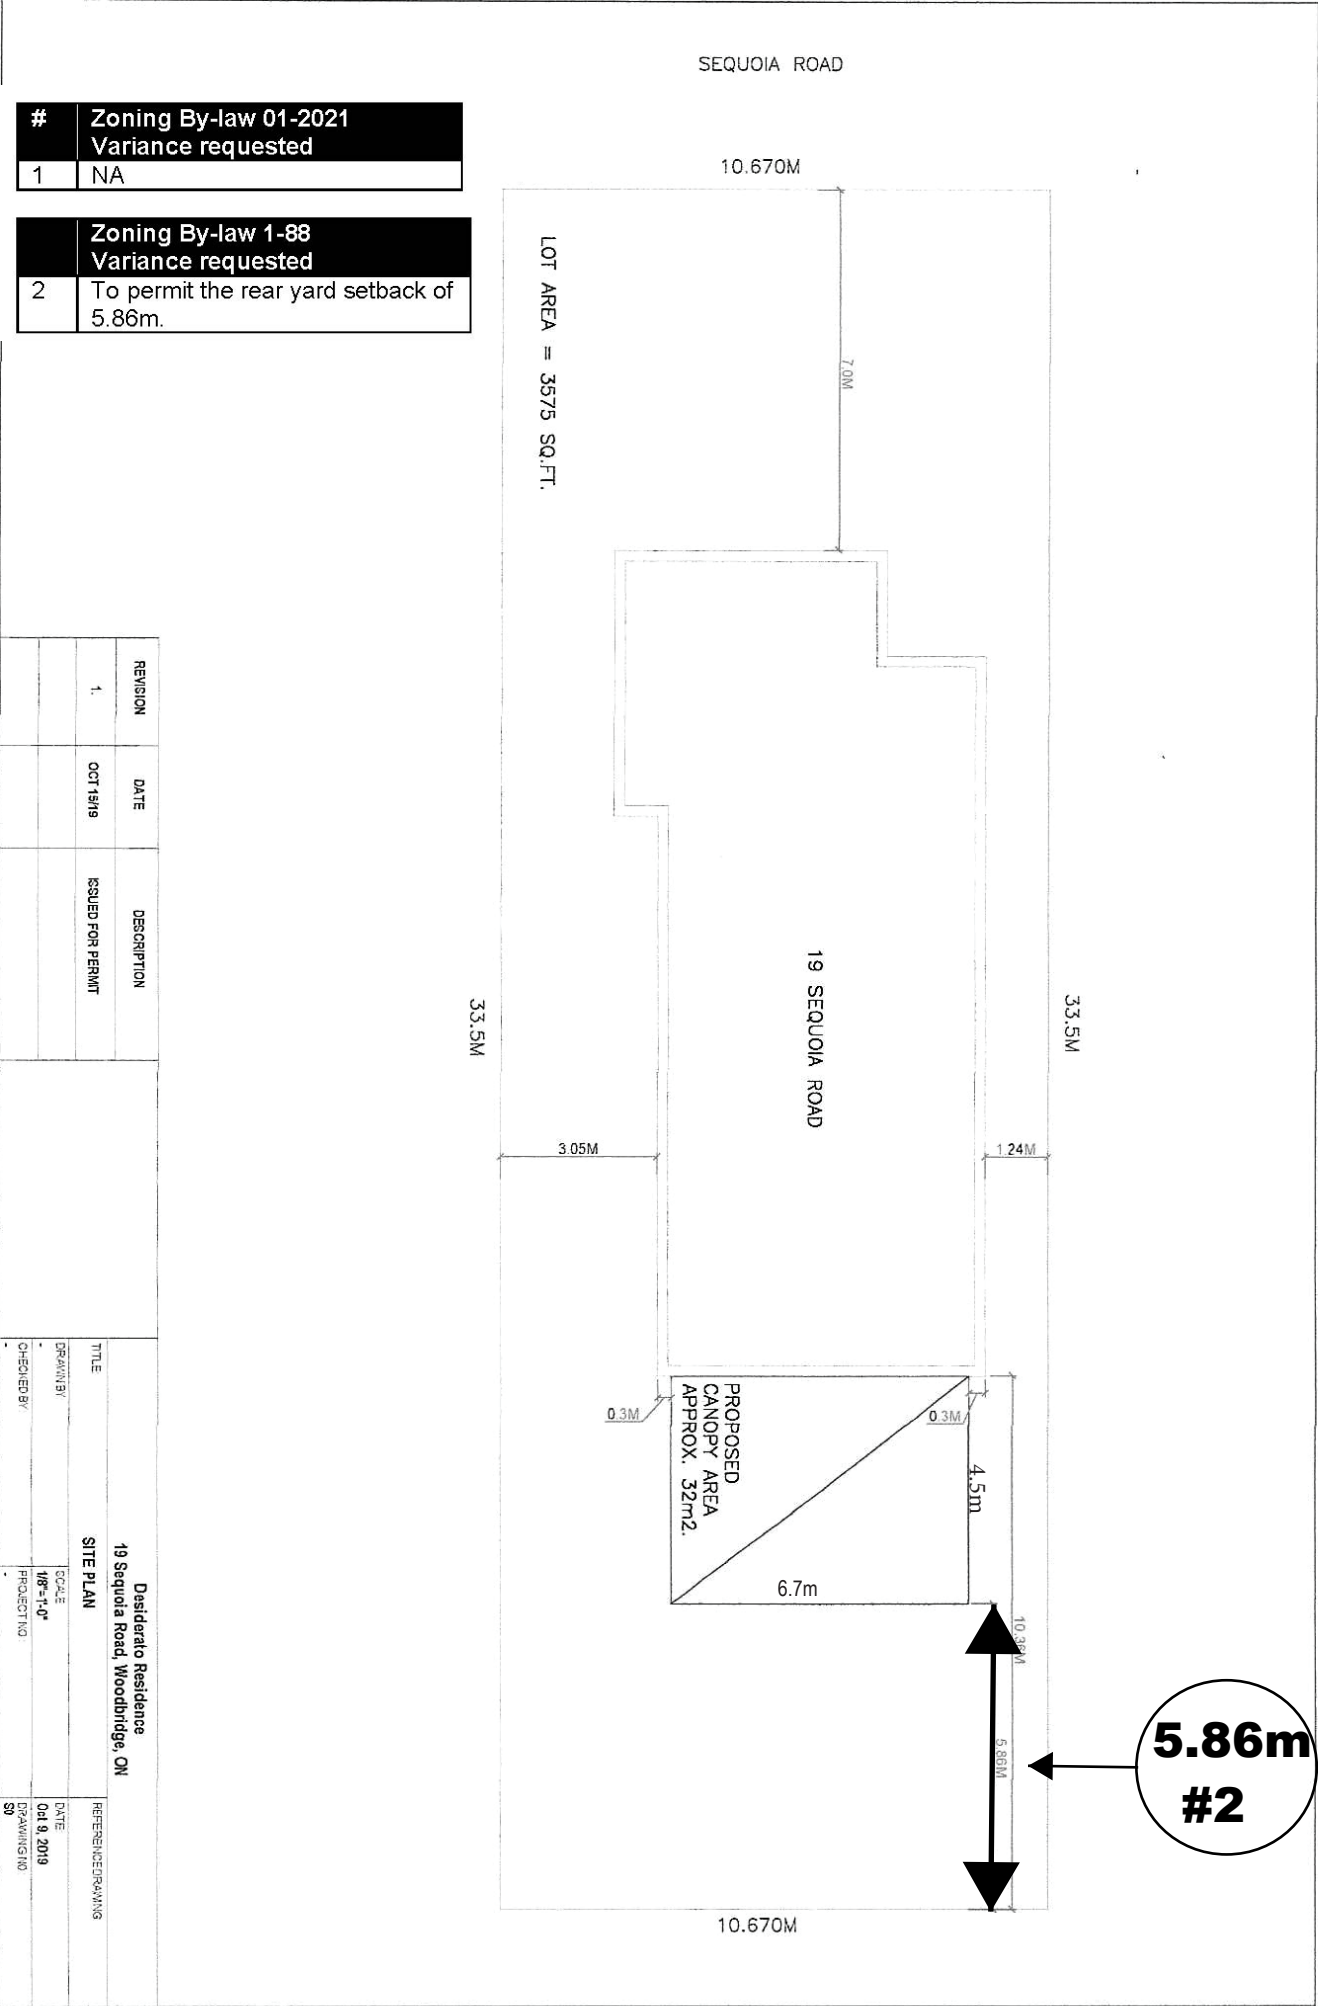 SEQUOIA ROAD
# Zoning By-law 01-2021
Variance requested
1 NA
Zoning By-law 1-88
Variance requested
2 To permit the rear yard setback of
5.86m.
10.670M
LOT AREA = 3575 SQ.FT.
7.0M
19 SEQUOIA ROAD
33.5M
33.5M
3.05M
1.24M
0.3M
0.3M
PROPOSED
CANOPY AREA
APPROX. 32m2.
4.5m
6.7m
10.36M
5.86M
5.86m
#2
10.670M
REVISION DATE DESCRIPTION
1. OCT 15/19 ISSUED FOR PERMIT
Desiderato Residence
19 Sequoia Road, Woodbridge, ON
TITLE
SITE PLAN
REFERENCE DRAWING
DRAWN BY
-
SCALE
1/8"=1'-0"
DATE
Oct 9, 2019
CHECKED BY
-
PROJECT NO
-
DRAWING NO
S0